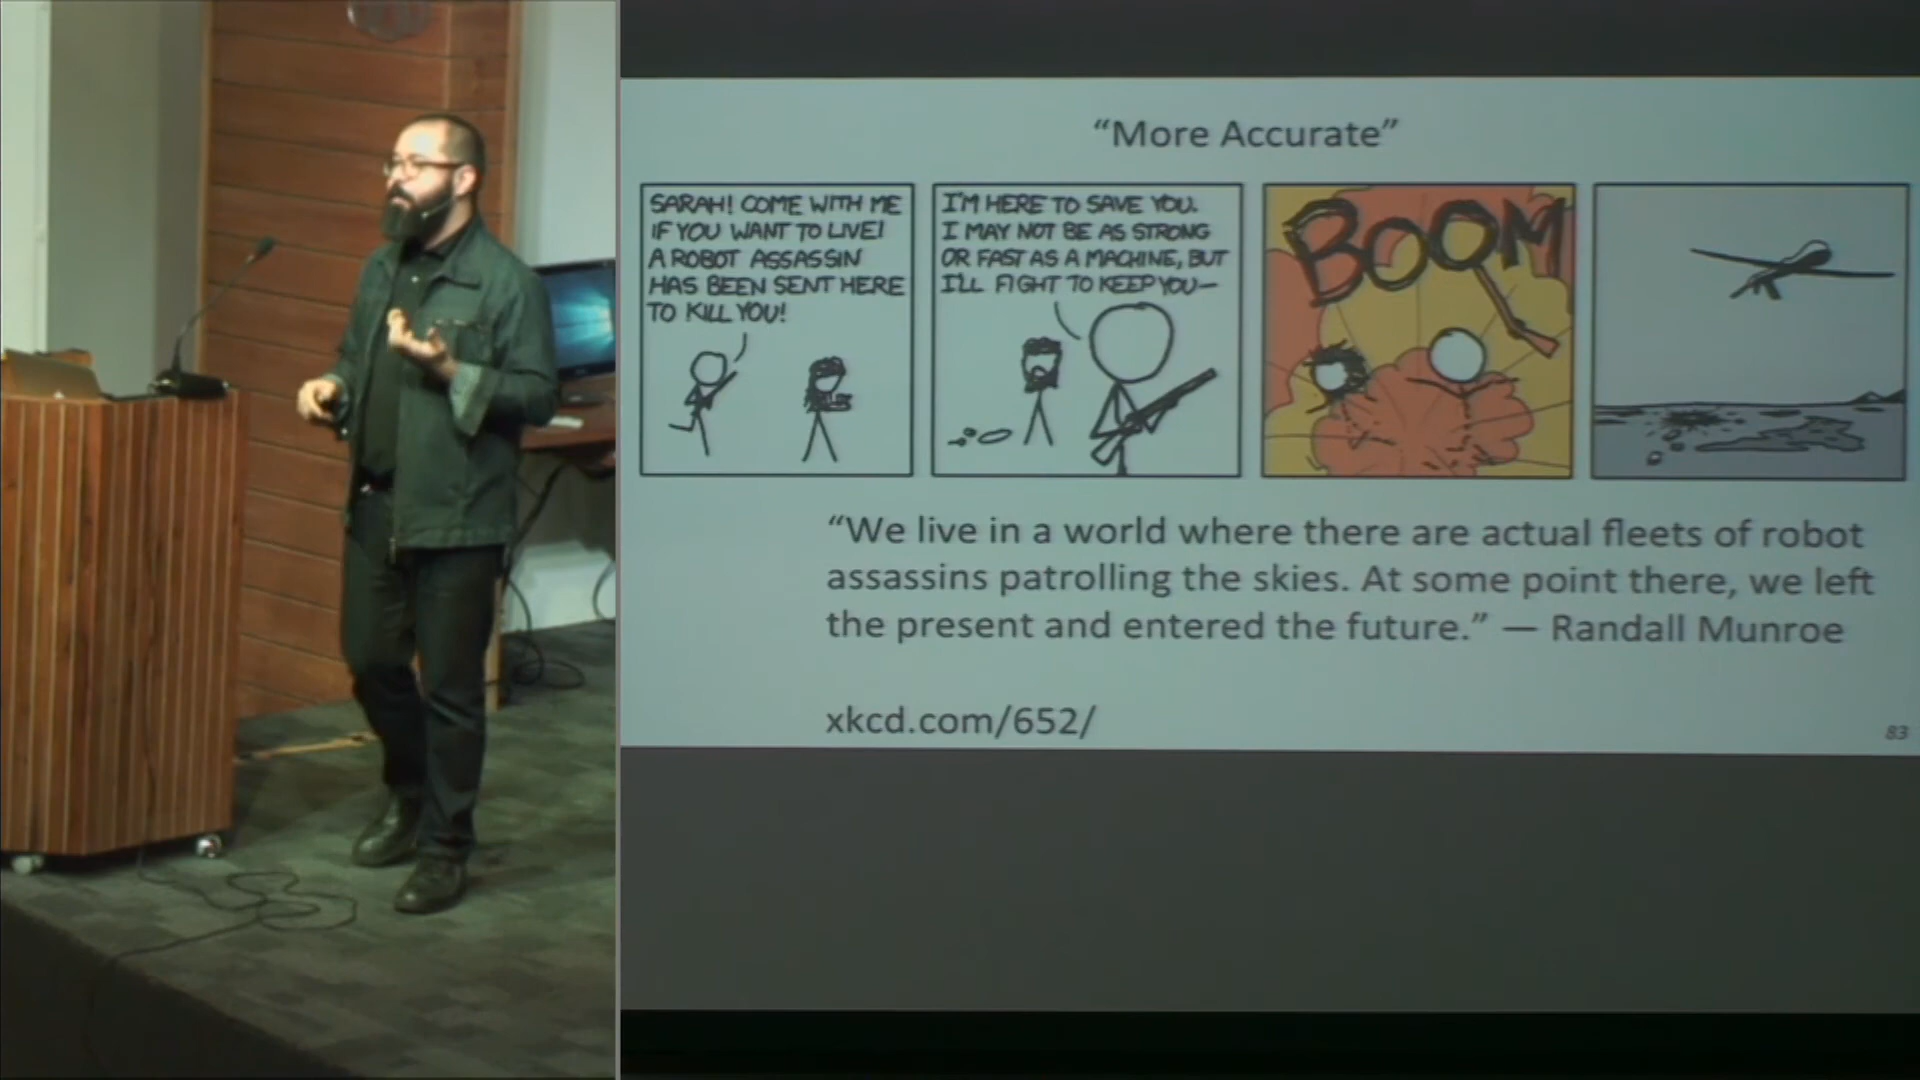 “More Accurate”
SARAH! COME WITH ME
IF YOU WANT TO LIVE!
A ROBOT ASSASSIN
HAS BEEN SENT HERE
TO KILL YOU!
I'M HERE TO SAVE YOU.
I MAY NOT BE AS STRONG
OR FAST AS A MACHINE, BUT
I'LL FIGHT TO KEEP YOU—
BOOM
“We live in a world where there are actual fleets of robot
assassins patrolling the skies. At some point there, we left
the present and entered the future.” — Randall Munroe
xkcd.com/652/
83